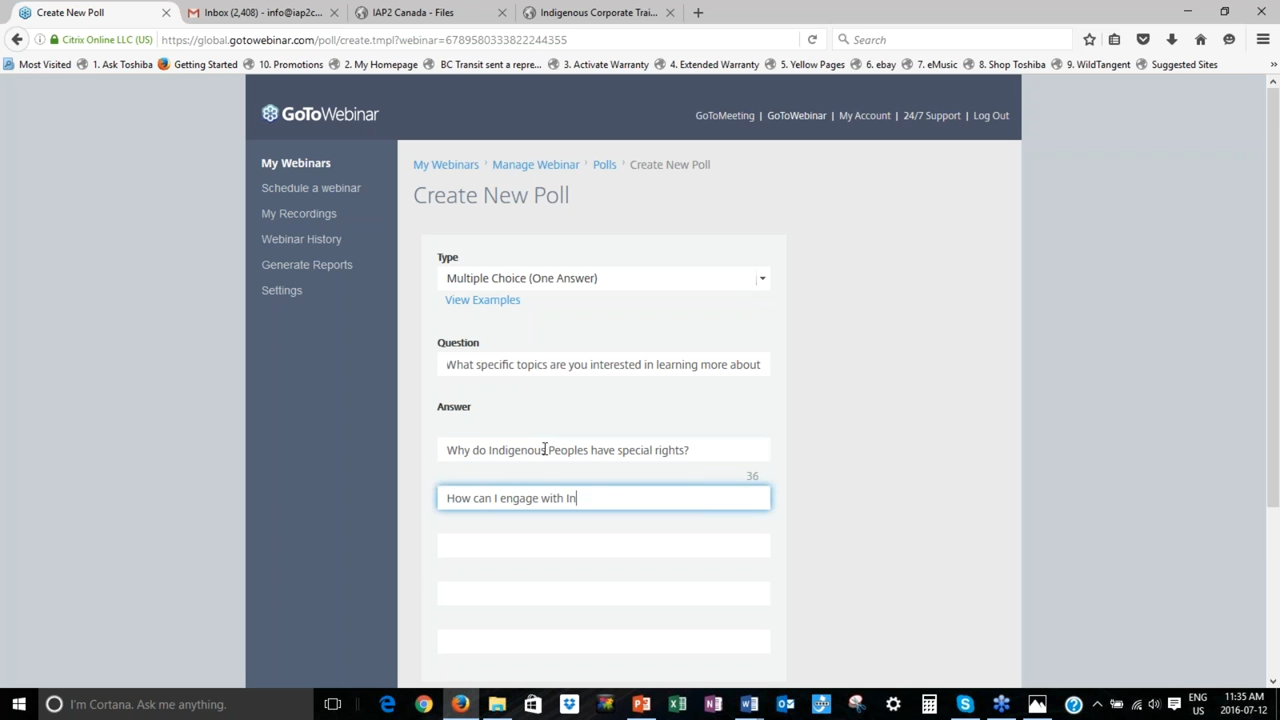 Create New Poll
Inbox (2,408) - info@iap2c...
IAP2 Canada - Files
Indigenous Corporate Trai...
Citrix Online LLC (US)
https://global.gotowebinar.com/poll/create.tmpl?webinar=6789580333822244355
Search
Most Visited
1. Ask Toshiba
Getting Started
10. Promotions
2. My Homepage
BC Transit sent a repre...
3. Activate Warranty
4. Extended Warranty
5. Yellow Pages
6. ebay
7. eMusic
8. Shop Toshiba
9. WildTangent
Suggested Sites
GoToWebinar
GoToMeeting | GoToWebinar | My Account | 24/7 Support | Log Out
My Webinars
Schedule a webinar
My Recordings
Webinar History
Generate Reports
Settings
My Webinars › Manage Webinar › Polls › Create New Poll
Create New Poll
Type
Multiple Choice (One Answer)
View Examples
Question
What specific topics are you interested in learning more about
Answer
Why do Indigenous Peoples have special rights?
36
How can I engage with In
I'm Cortana. Ask me anything.
ENG
US
11:35 AM
2016-07-12